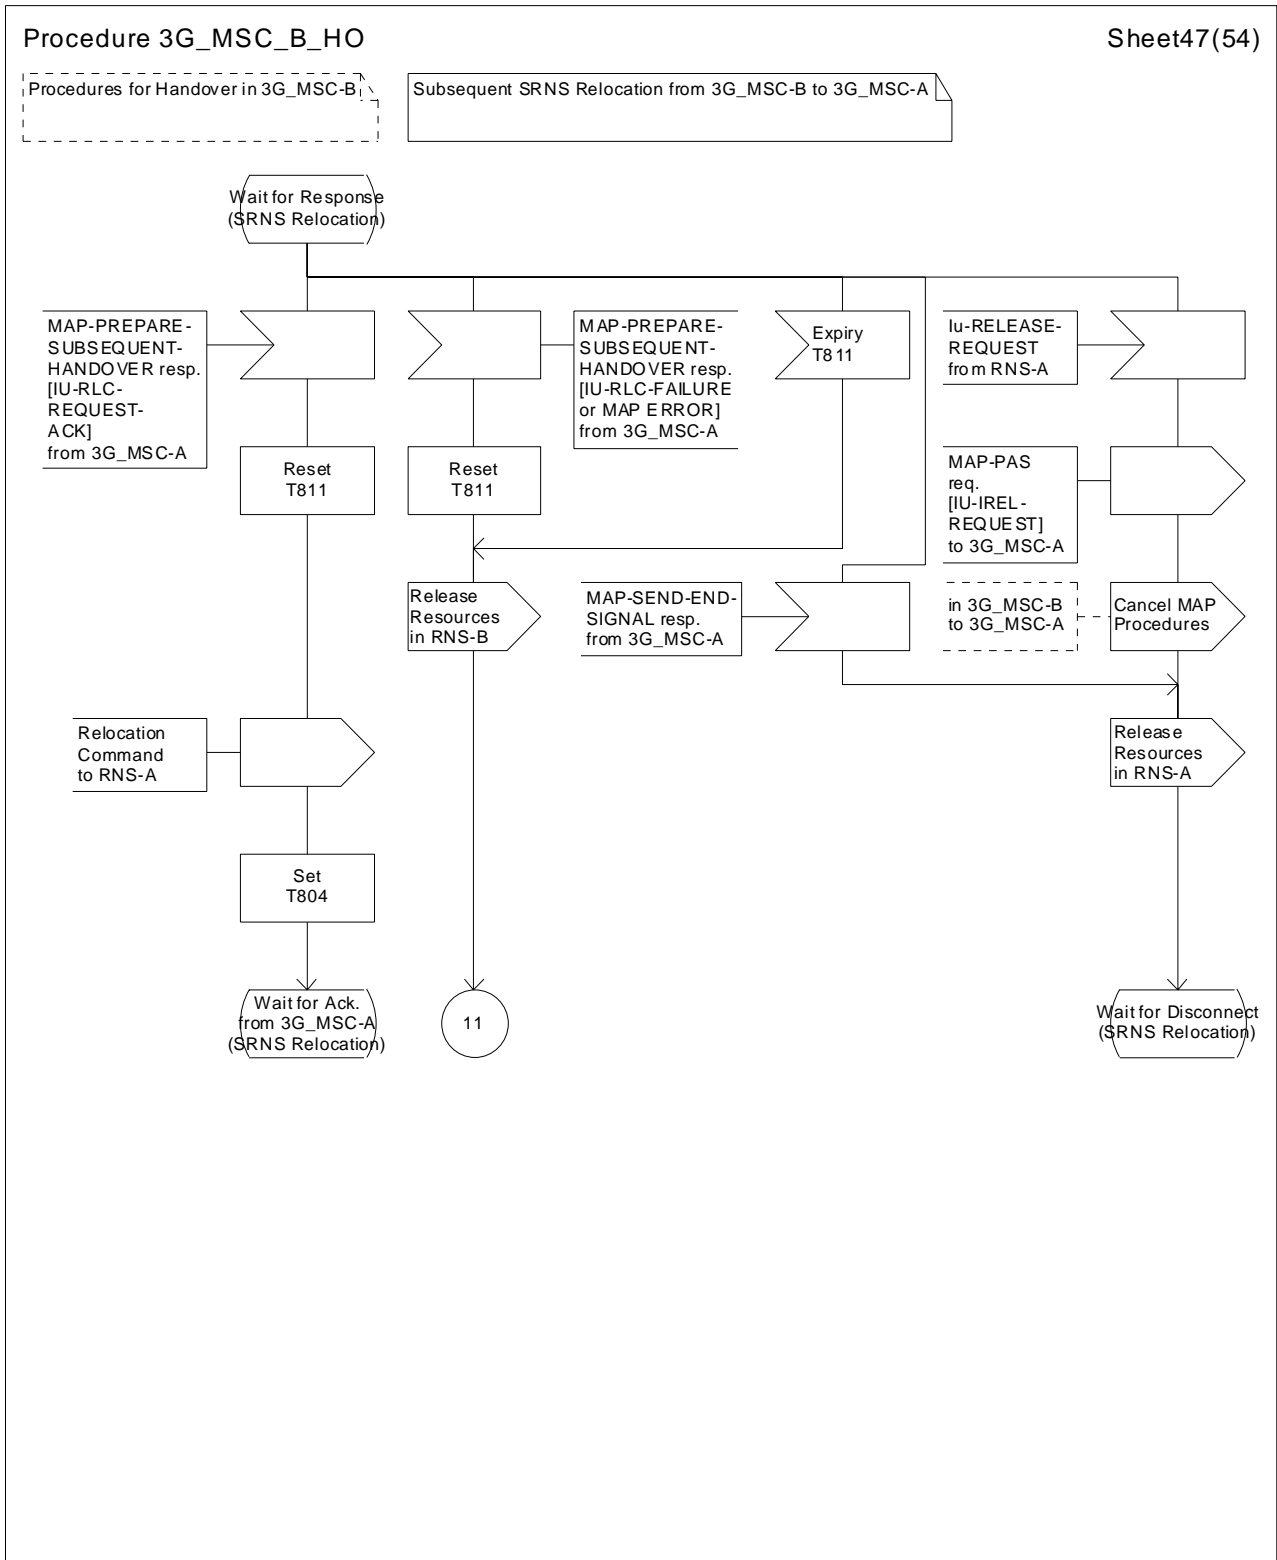 Procedure 3G_MSC_B_HO
Sheet47(54)
Procedures for Handover in 3G_MSC-B
Subsequent SRNS Relocation from 3G_MSC-B to 3G_MSC-A
Wait for Response
(SRNS Relocation)
MAP-PREPARE-
SUBSEQUENT-
HANDOVER resp.
[IU-RLC-
REQUEST-
ACK]
from 3G_MSC-A
MAP-PREPARE-
SUBSEQUENT-
HANDOVER resp.
[IU-RLC-FAILURE
or MAP ERROR]
from 3G_MSC-A
Expiry
T811
Iu-RELEASE-
REQUEST
from RNS-A
Reset
T811
Reset
T811
MAP-PAS
req.
[IU-IREL-
REQUEST]
to 3G_MSC-A
Release
Resources
in RNS-B
MAP-SEND-END-
SIGNAL resp.
from 3G_MSC-A
in 3G_MSC-B
to 3G_MSC-A
Cancel MAP
Procedures
Relocation
Command
to RNS-A
Release
Resources
in RNS-A
Set
T804
Wait for Ack.
from 3G_MSC-A
(SRNS Relocation)
11
Wait for Disconnect
(SRNS Relocation)